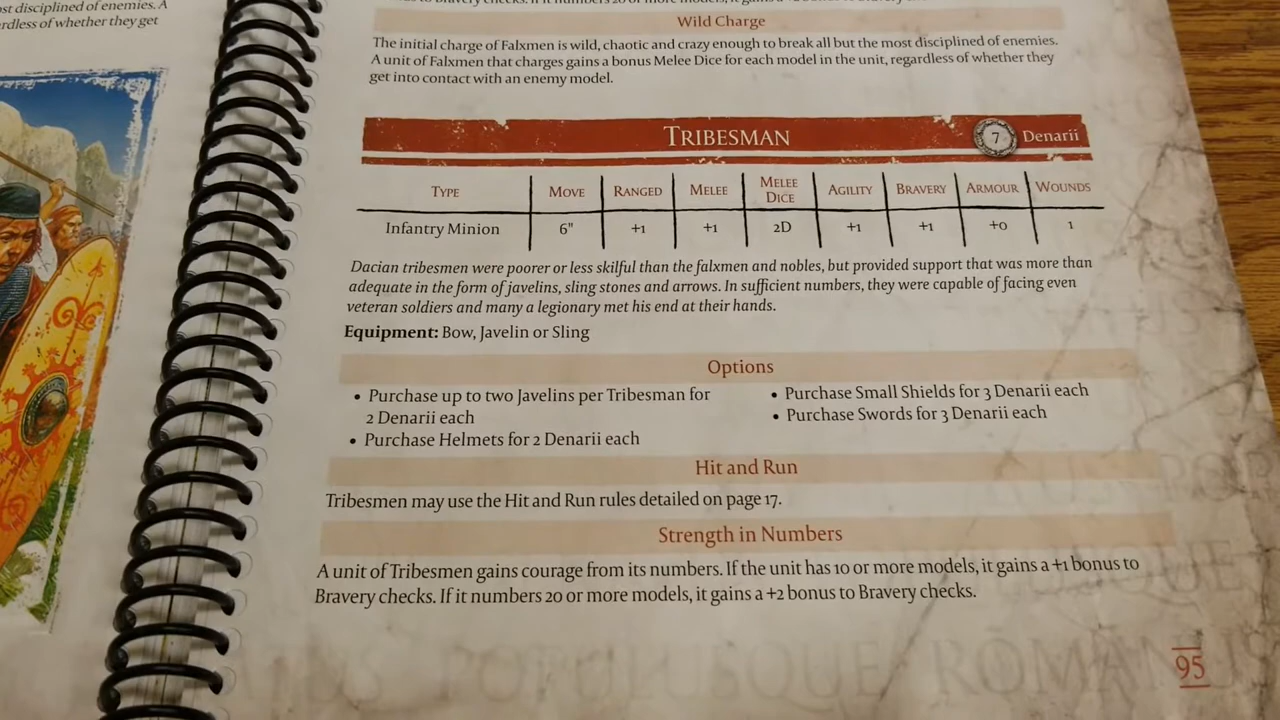 ost disciplined of enemies. A
rdless of whether they get
Wild Charge
The initial charge of Falxmen is wild, chaotic and crazy enough to break all but the most disciplined of enemies.
A unit of Falxmen that charges gains a bonus Melee Dice for each model in the unit, regardless of whether they
get into contact with an enemy model.
TRIBESMAN 7 Denarii
TYPE MOVE RANGED MELEE MELEE DICE AGILITY BRAVERY ARMOUR WOUNDS
Infantry Minion 6" +1 +1 2D +1 +1 +0 1
Dacian tribesmen were poorer or less skilful than the falxmen and nobles, but provided support that was more than
adequate in the form of javelins, sling stones and arrows. In sufficient numbers, they were capable of facing even
veteran soldiers and many a legionary met his end at their hands.
Equipment: Bow, Javelin or Sling
Options
• Purchase up to two Javelins per Tribesman for
2 Denarii each
• Purchase Helmets for 2 Denarii each
• Purchase Small Shields for 3 Denarii each
• Purchase Swords for 3 Denarii each
Hit and Run
Tribesmen may use the Hit and Run rules detailed on page 17.
Strength in Numbers
A unit of Tribesmen gains courage from its numbers. If the unit has 10 or more models, it gains a +1 bonus to
Bravery checks. If it numbers 20 or more models, it gains a +2 bonus to Bravery checks.
POPULUSQUE ROMANUS
95